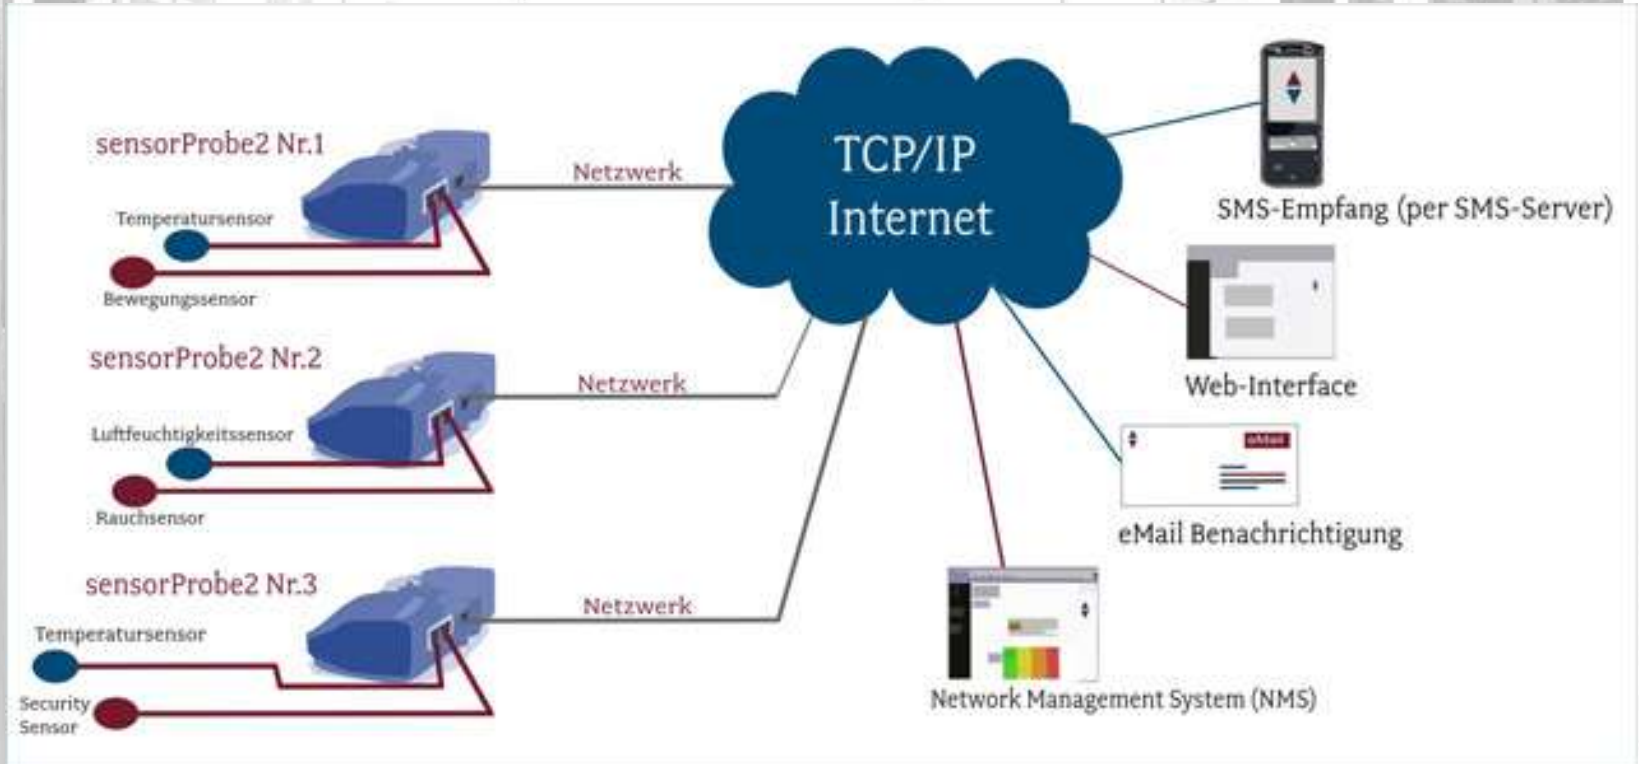 sensorProbe2 Nr.1
Temperatursensor
Bewegungssensor
Netzwerk
sensorProbe2 Nr.2
Luftfeuchtigkeitssensor
Rauchsensor
Netzwerk
sensorProbe2 Nr.3
Temperatursensor
Security
Sensor
Netzwerk
TCP/IP
Internet
SMS-Empfang (per SMS-Server)
Web-Interface
eMail
eMail Benachrichtigung
Network Management System (NMS)